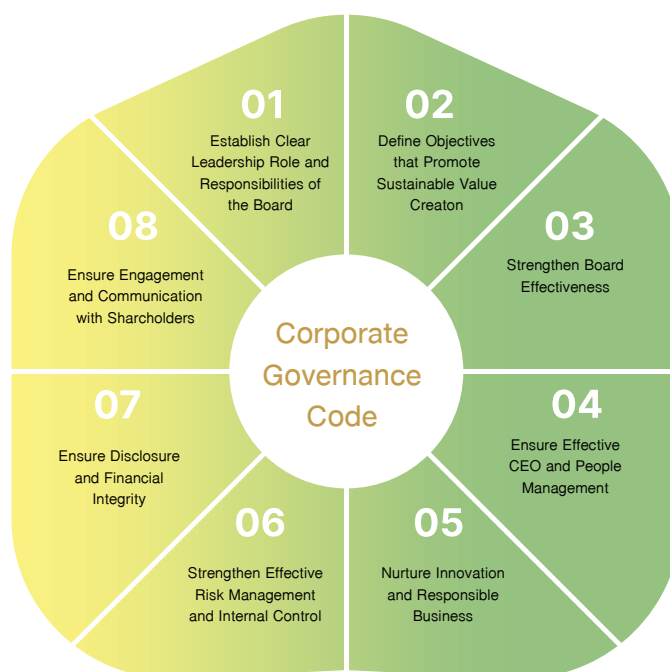 01
Establish Clear
Leadership Role and
Responsibilities of
the Board
02
Define Objectives
that Promote
Sustainable Value
Creaton
03
Strengthen Board
Effectiveness
04
Ensure Effective
CEO and People
Management
05
Nurture Innovation
and Responsible
Business
06
Strengthen Effective
Risk Management
and Internal Control
07
Ensure Disclosure
and Financial
Integrity
08
Ensure Engagement
and Communication
with Sharcholders
Corporate
Governance
Code